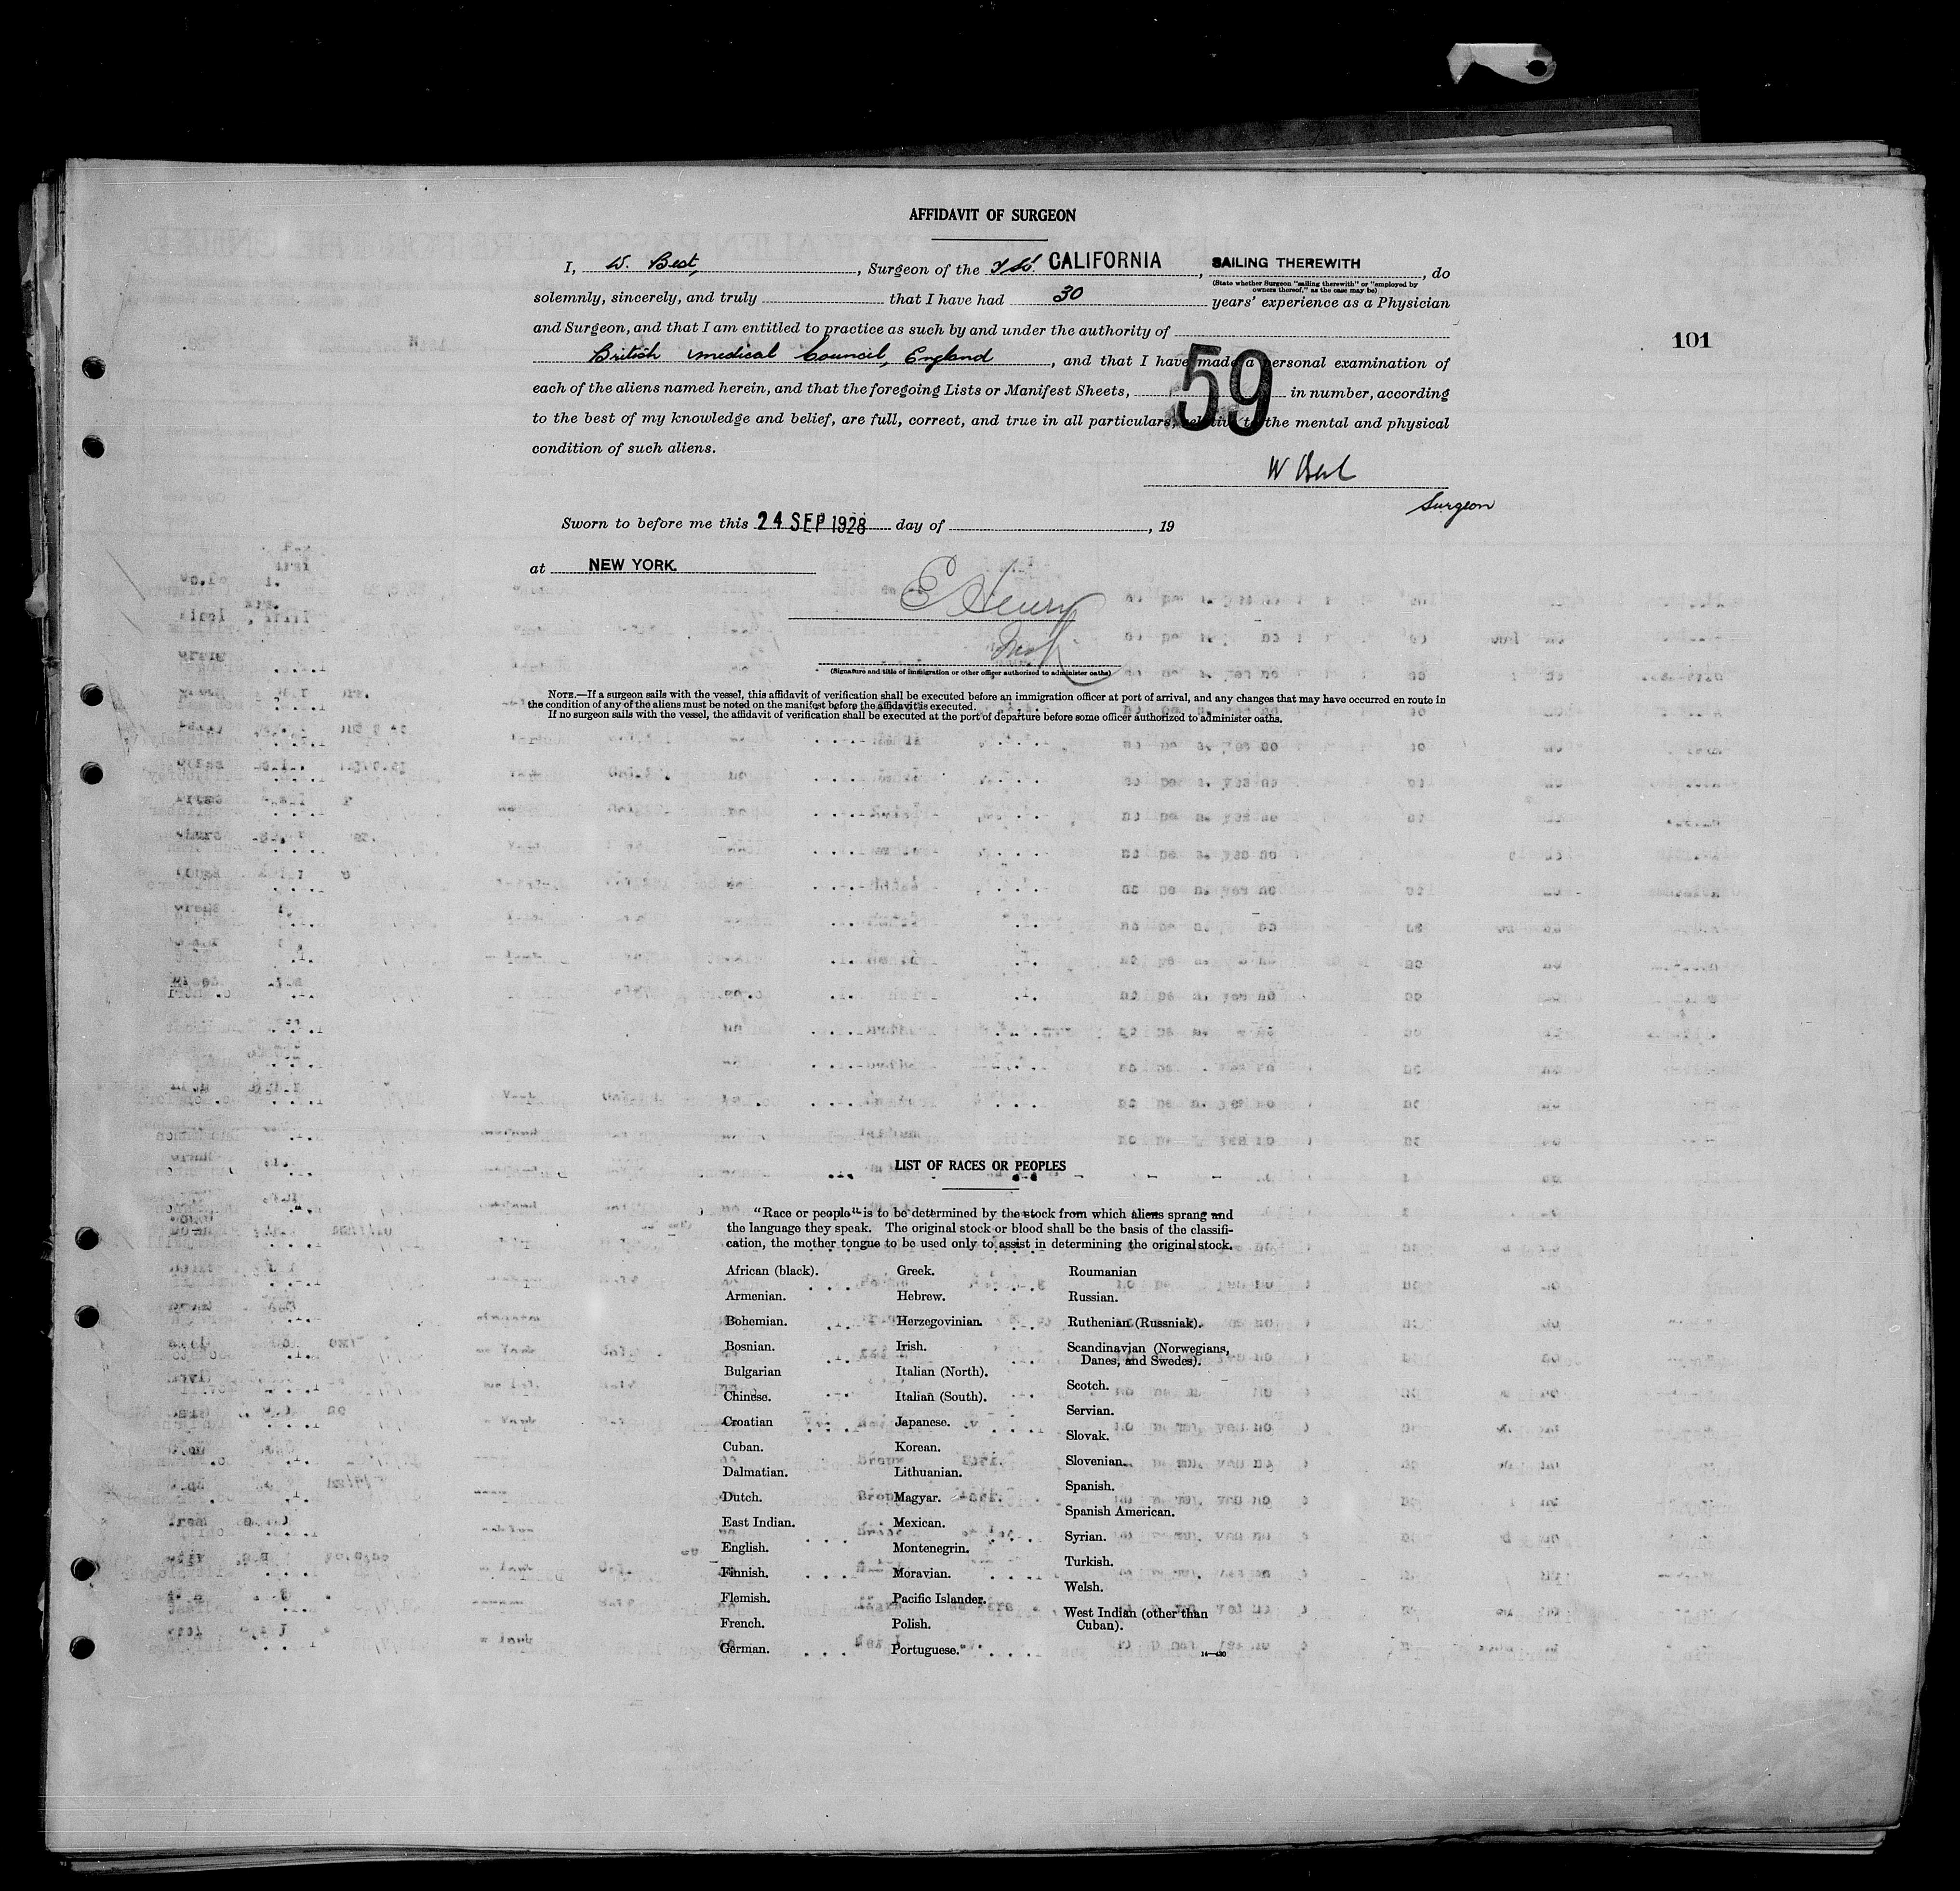 AFFIDAVIT OF SURGEON
I, W. Best, Surgeon of the CALIFORNIA, SAILING THEREWITH, do
(State whether Surgeon "sailing therewith" or "employed by
owners thereof," as the case may be)
solemnly, sincerely, and truly that I have had 30 years' experience as a Physician
and Surgeon, and that I am entitled to practice as such by and under the authority of
101
British Medical Council, England, and that I have made a personal examination of
each of the aliens named herein, and that the foregoing Lists or Manifest Sheets, 59 in number, according
to the best of my knowledge and belief, are full, correct, and true in all particulars, relative to the mental and physical
condition of such aliens.
W Best
Surgeon
Sworn to before me this 24 SEP 1928 day of , 19
at NEW YORK.
E Henry
(Signature and title of immigration or other officer authorized to administer oaths)
NOTE.—If a surgeon sails with the vessel, this affidavit of verification shall be executed before an immigration officer at port of arrival, and any changes that may have occurred en route in
the condition of any of the aliens must be noted on the manifest before the affidavit is executed.
If no surgeon sails with the vessel, the affidavit of verification shall be executed at the port of departure before some officer authorized to administer oaths.
LIST OF RACES OR PEOPLES
"Race or people" is to be determined by the stock from which aliens sprang and
the language they speak. The original stock or blood shall be the basis of the classifi-
cation, the mother tongue to be used only to assist in determining the original stock.
African (black).
Armenian.
Bohemian.
Bosnian.
Bulgarian
Chinese.
Croatian
Cuban.
Dalmatian.
Dutch.
East Indian.
English.
Finnish.
Flemish.
French.
German.
Greek.
Hebrew.
Herzegovinian.
Irish.
Italian (North).
Italian (South).
Japanese.
Korean.
Lithuanian.
Magyar.
Mexican.
Montenegrin.
Moravian.
Pacific Islander.
Polish.
Portuguese.
Roumanian
Russian.
Ruthenian (Russniak).
Scandinavian (Norwegians,
Danes, and Swedes).
Scotch.
Servian.
Slovak.
Slovenian.
Spanish.
Spanish American.
Syrian.
Turkish.
Welsh.
West Indian (other than
Cuban).
14—430